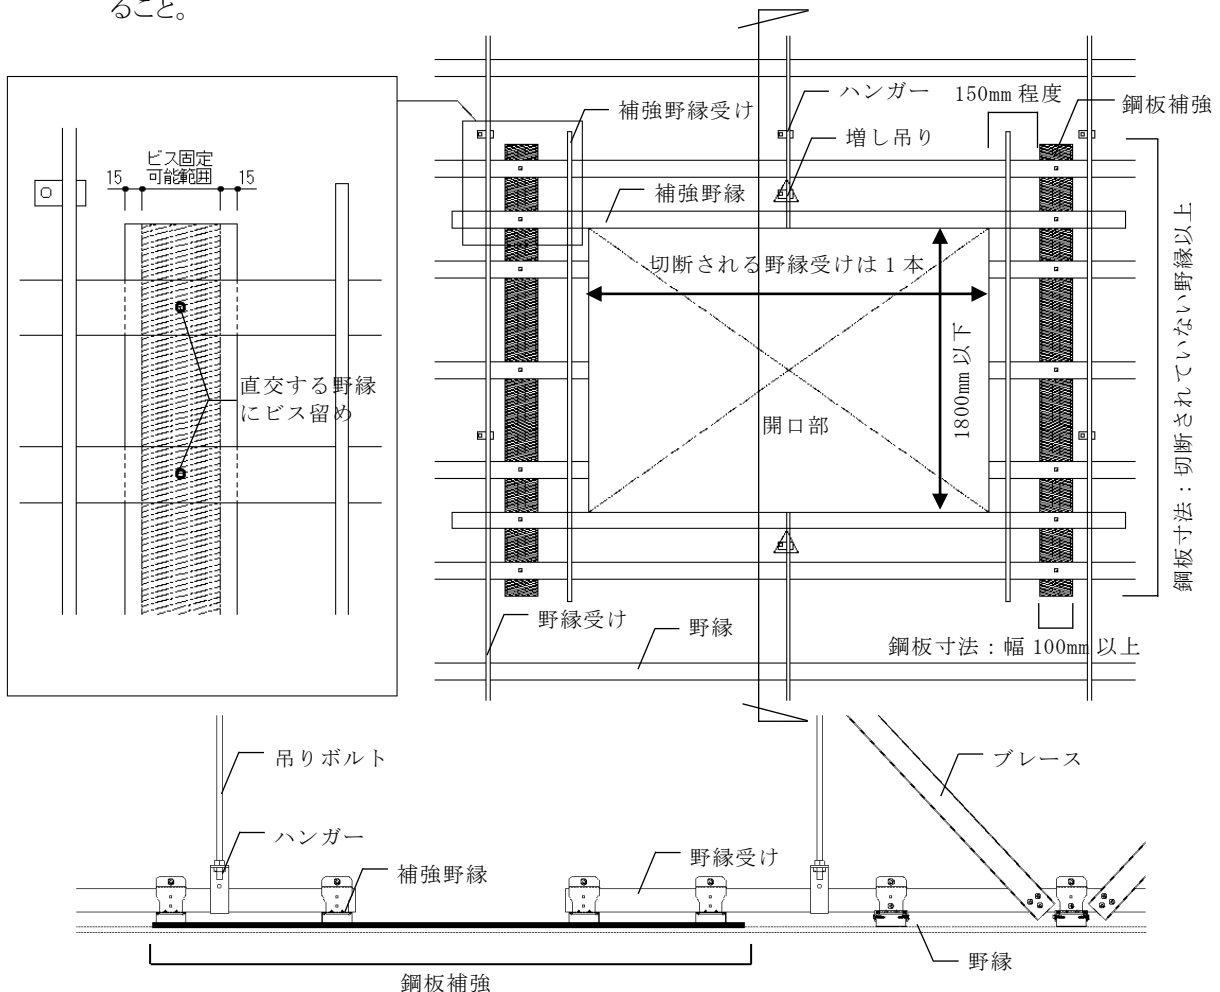 ること。
ビス固定
可能範囲
15
15
直交する野縁
にビス留め
補強野縁受け
ハンガー
150mm 程度
鋼板補強
増し吊り
補強野縁
切断される野縁受けは 1 本
1800mm 以下
開口部
鋼板寸法：切断されていない野縁以上
野縁受け
野縁
鋼板寸法：幅 100mm 以上
吊りボルト
ブレース
ハンガー
野縁受け
補強野縁
野縁
鋼板補強